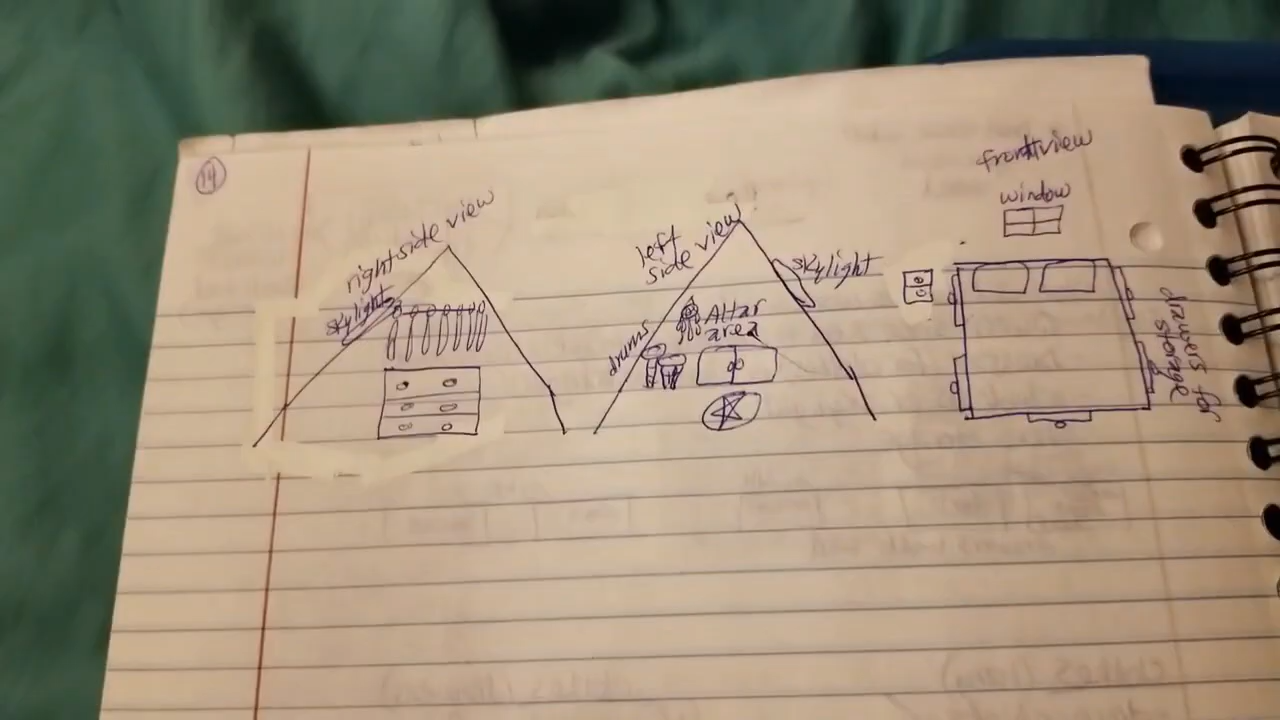 14
right side view
skylight
left
side view
skylight
drums
Altar
area
front view
window
drawers for
storage